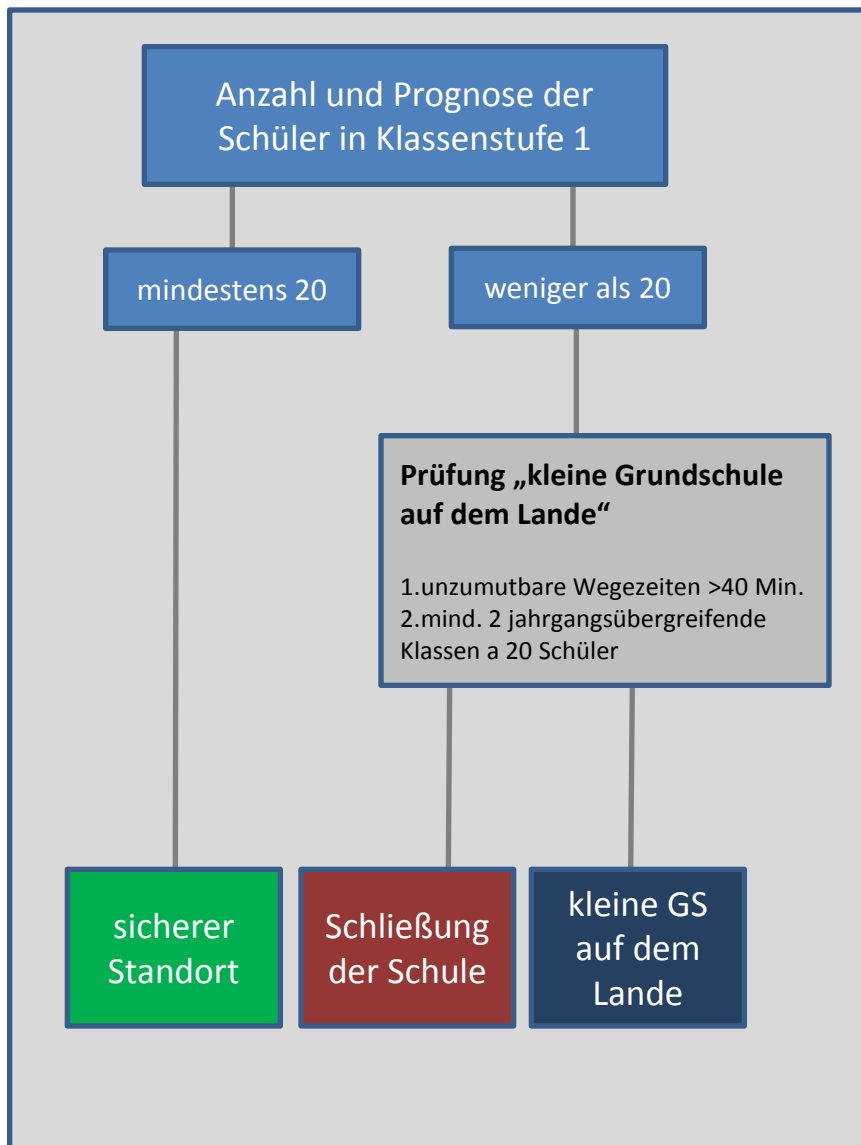 Anzahl und Prognose der
Schüler in Klassenstufe 1
mindestens 20
weniger als 20
Prüfung „kleine Grundschule
auf dem Lande“
1.unzumutbare Wegezeiten >40 Min.
2.mind. 2 jahrgangsübergreifende
Klassen a 20 Schüler
sicherer
Standort
Schließung
der Schule
kleine GS
auf dem
Lande